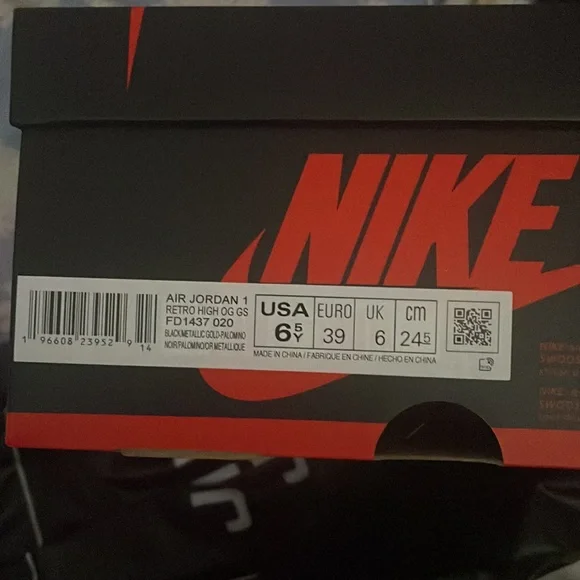 NIKE
AIR JORDAN 1
RETRO HIGH OG GS
FD1437 020
BLACK/METALLIC GOLD-PALOMINO
NOIR/PALOMINO/OR METALLIQUE
USA
6 5 Y
EURO
39
UK
6
cm
24 5
1 96608 23952 9 14
MADE IN CHINA / FABRIQUE EN CHINE / HECHO EN CHINA